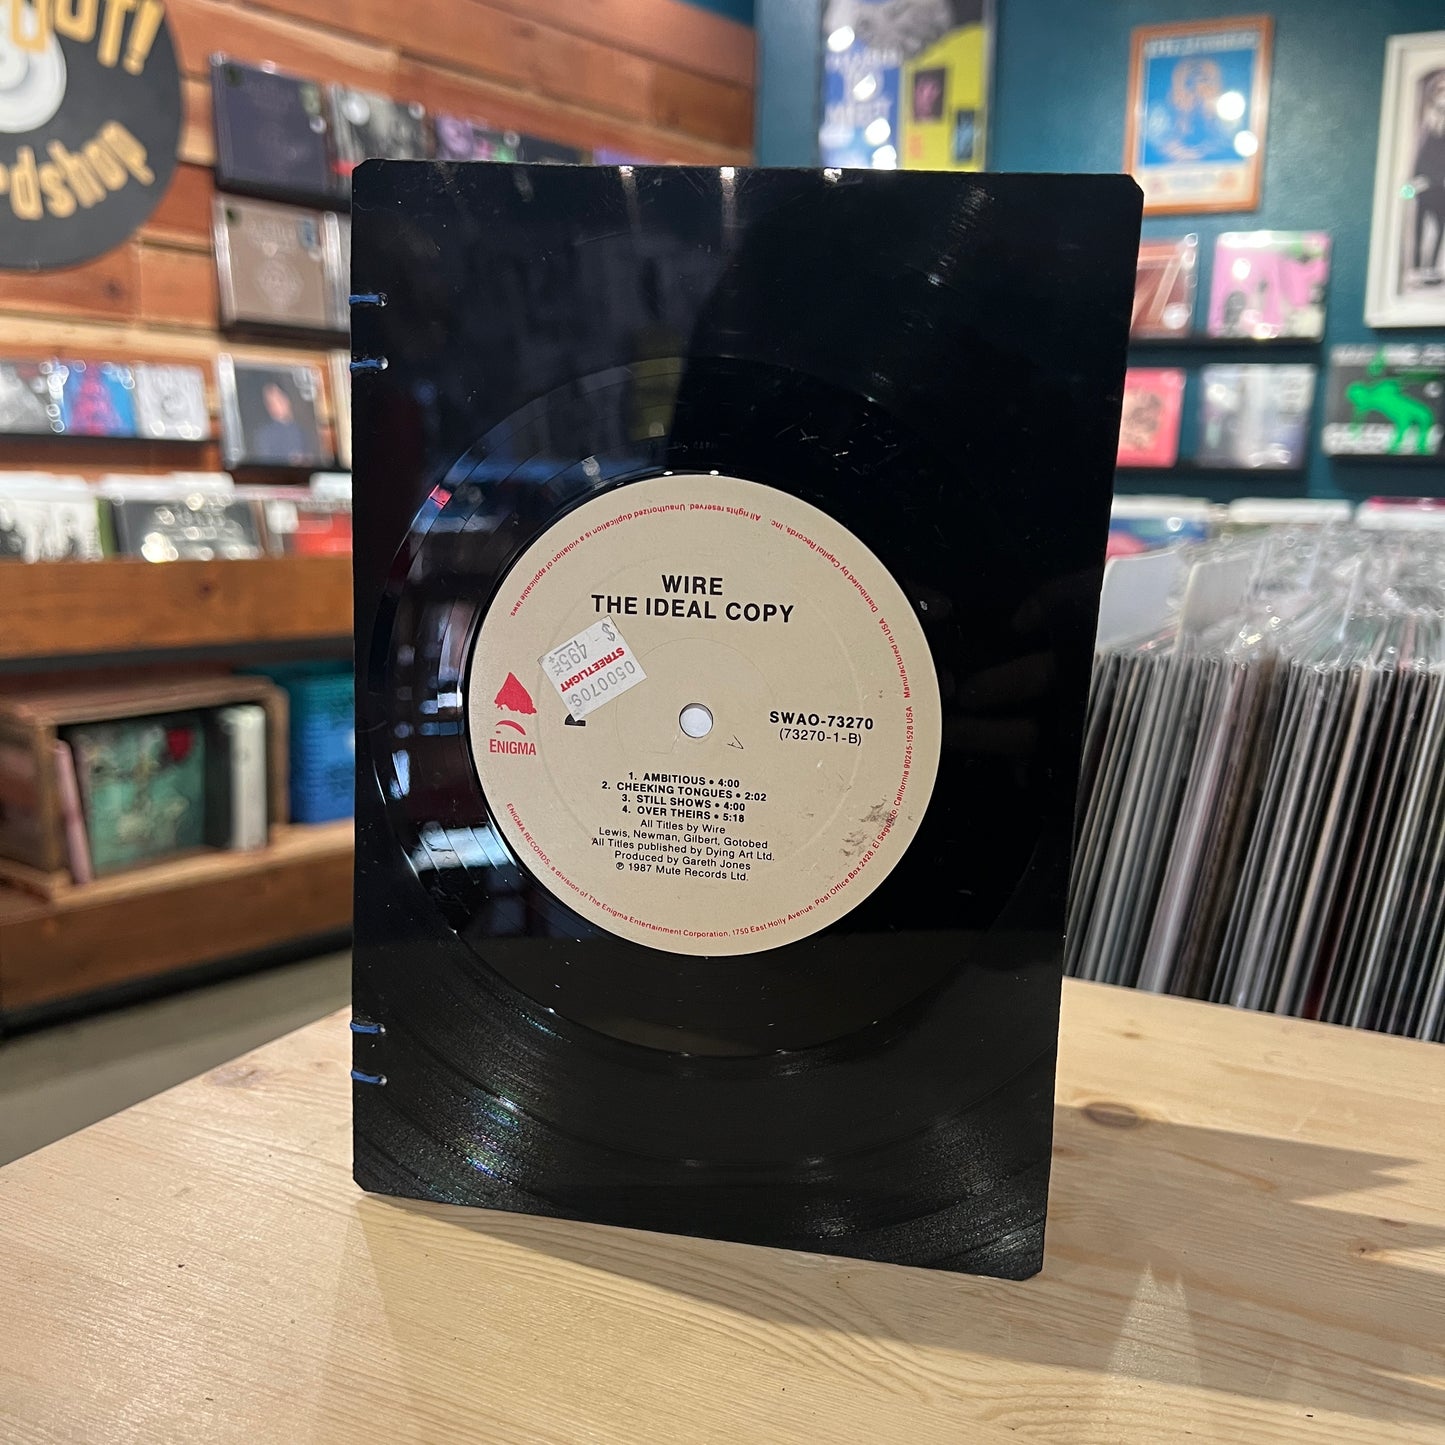 OUT!
rdshop
WIRE
THE IDEAL COPY
$
495
STREETLIGHT
0500709
ENIGMA
SWAO-73270
(73270-1-B)
1. AMBITIOUS • 4:00
2. CHEEKING TONGUES • 2:02
3. STILL SHOWS • 4:00
4. OVER THEIRS • 5:18
All Titles by Wire
Lewis, Newman, Gilbert, Gotobed
All Titles published by Dying Art Ltd.
Produced by Gareth Jones
℗ 1987 Mute Records Ltd.
ENIGMA RECORDS, a division of The Enigma Entertainment Corporation, 1750 East Holly Avenue, Post Office Box 2428, El Segundo, California 90245-1528 USA Manufactured in USA Distributed by Capitol Records, Inc. All rights reserved. Unauthorized duplication is a violation of applicable laws.